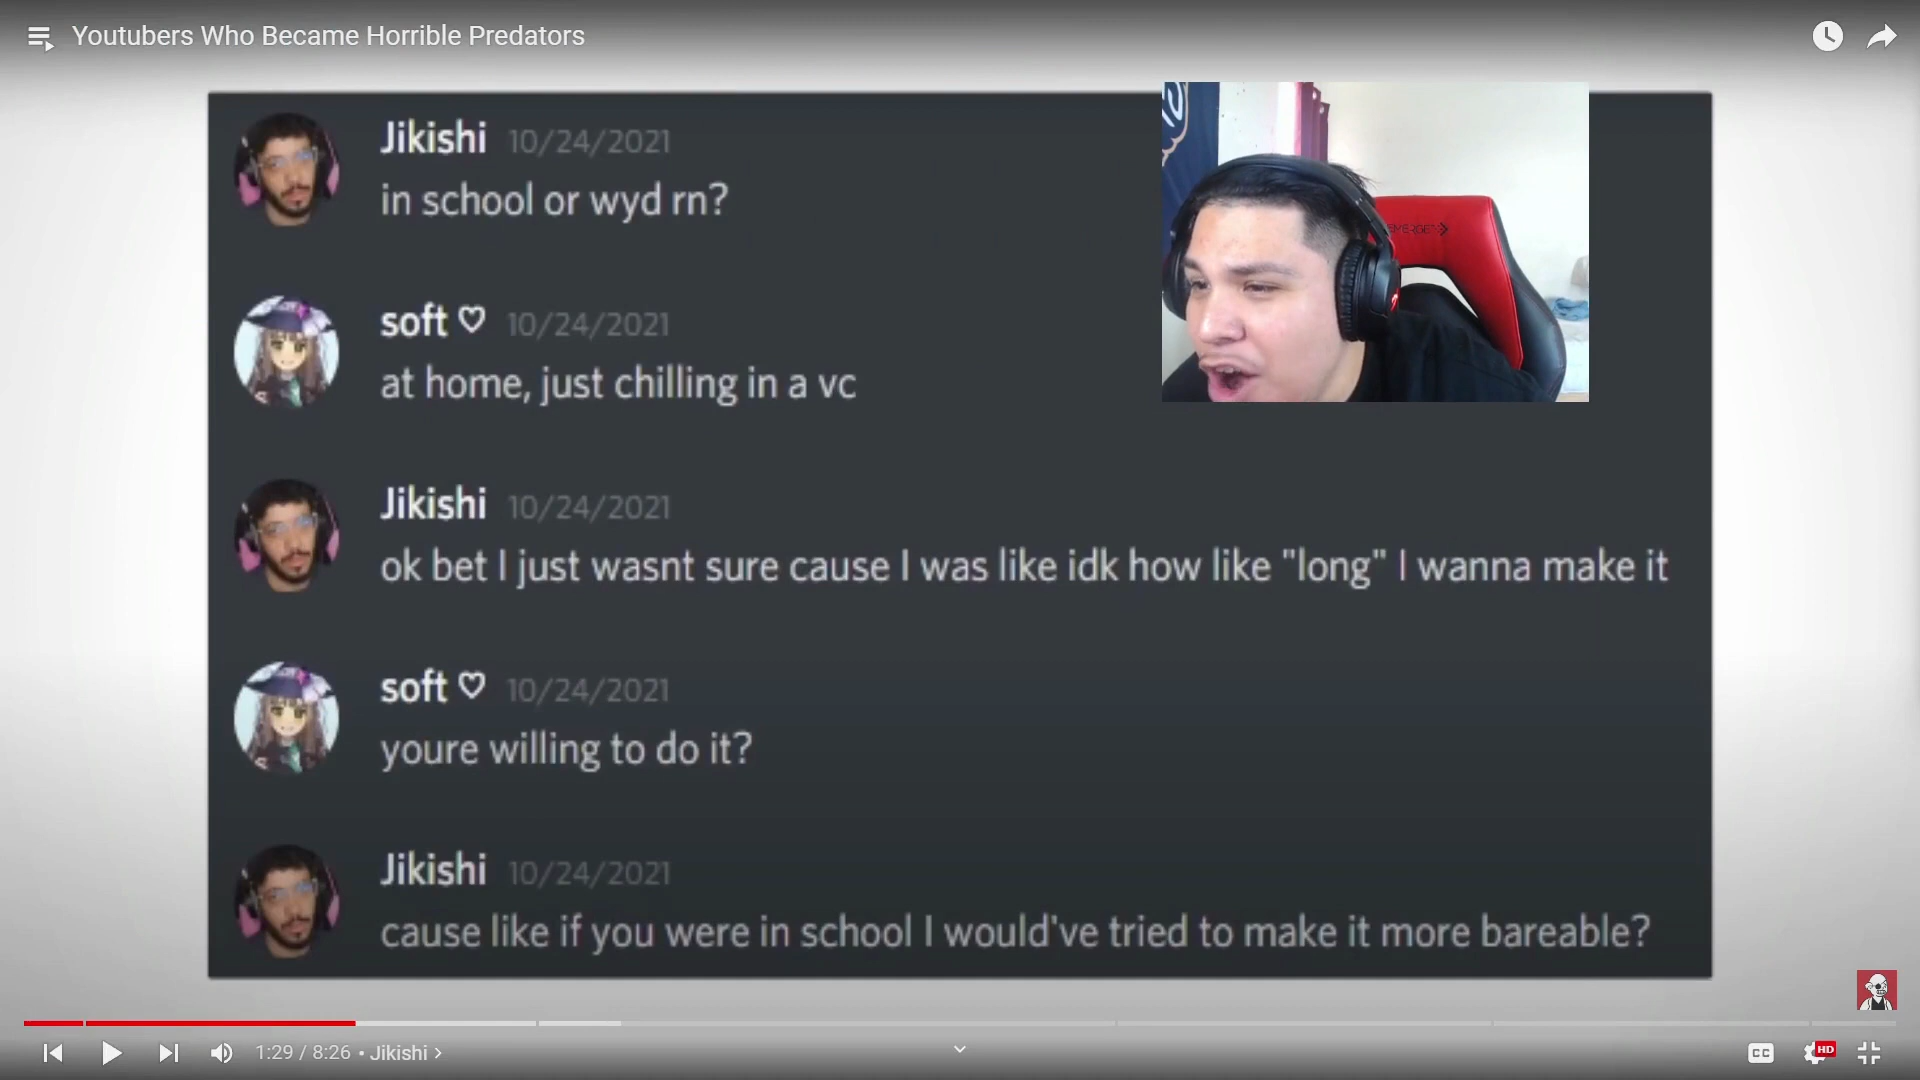 Youtubers Who Became Horrible Predators
Jikishi 10/24/2021
in school or wyd rn?
EMERGE
soft ♡ 10/24/2021
at home, just chilling in a vc
Jikishi 10/24/2021
ok bet I just wasnt sure cause I was like idk how like "long" I wanna make it
soft ♡ 10/24/2021
youre willing to do it?
Jikishi 10/24/2021
cause like if you were in school I would've tried to make it more bareable?
1:29 / 8:26 • Jikishi >
CC
HD